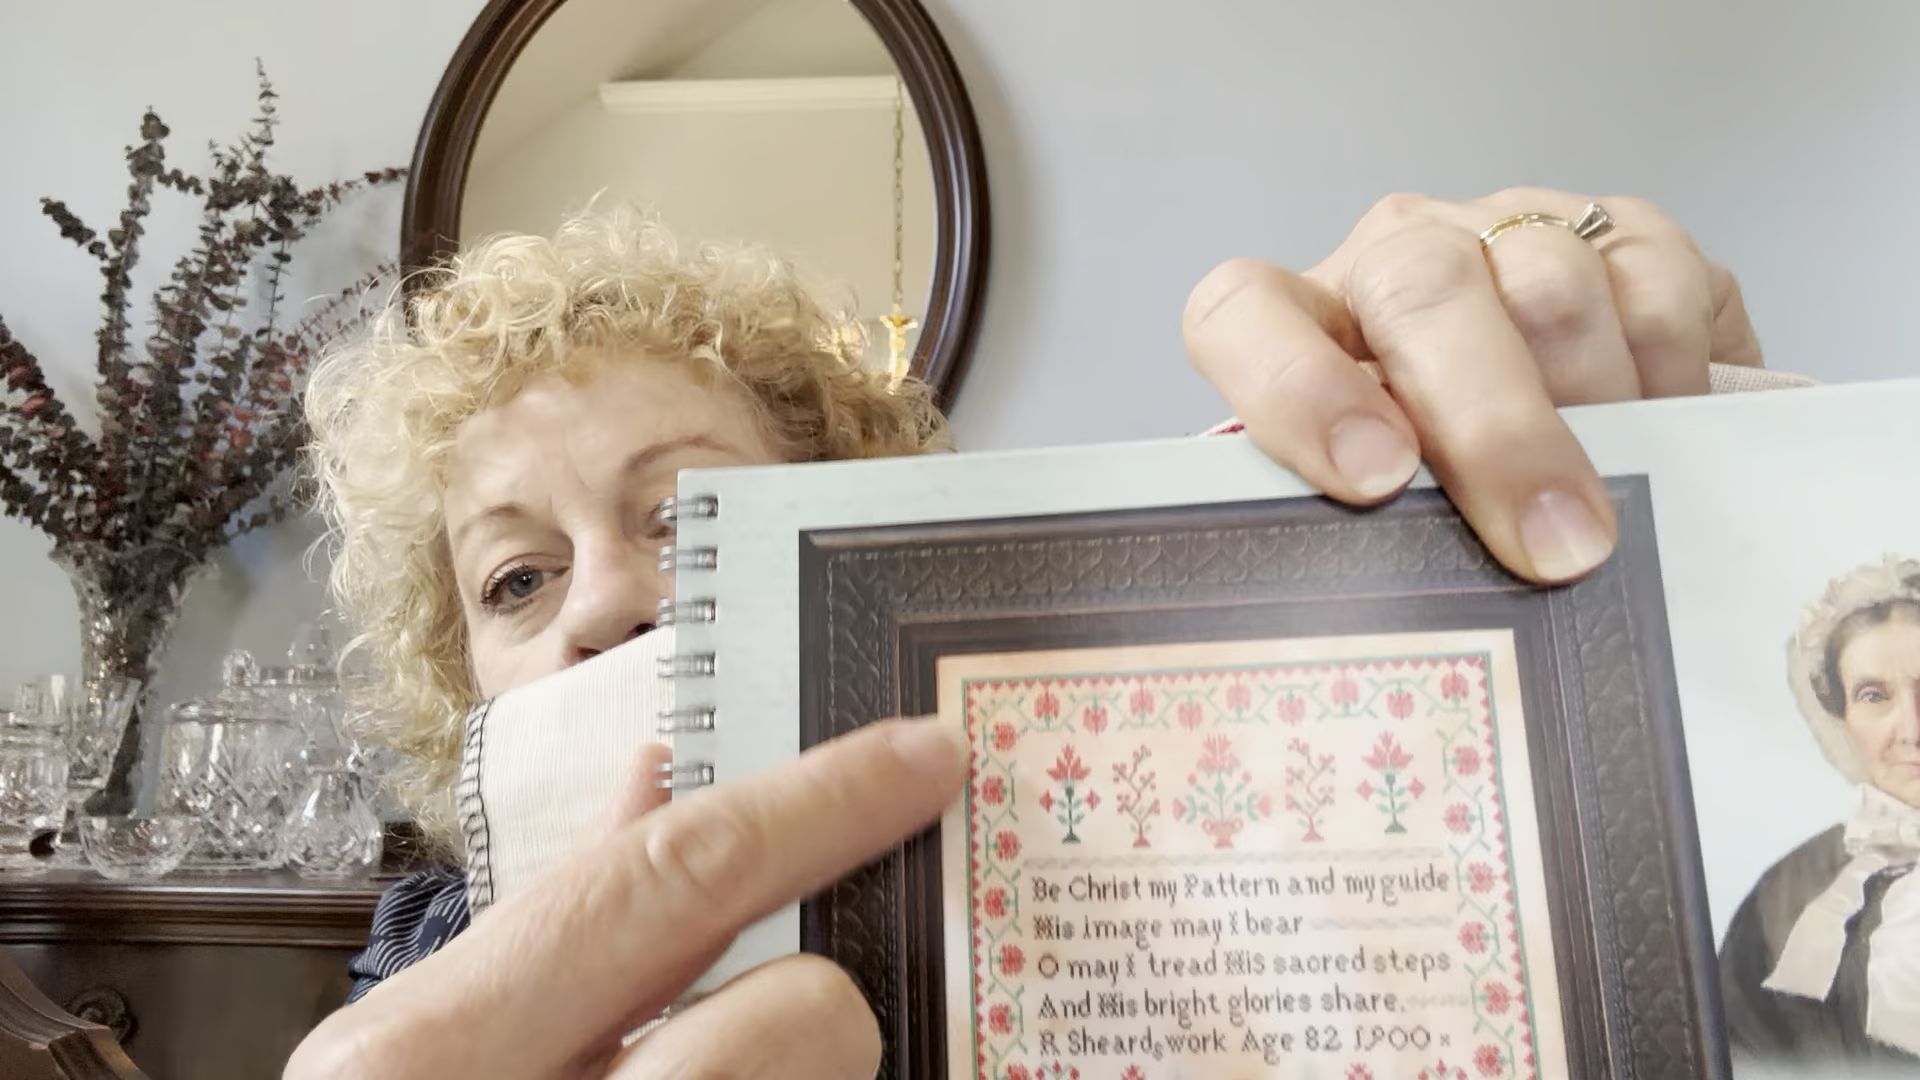 Be Christ my Pattern and my guide
His image may I bear
O may I tread His sacred steps
And His bright glories share.
R Sheards work Age 82 1900 x